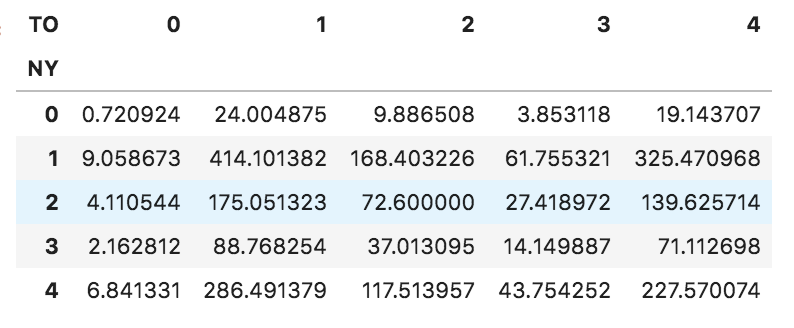 TO 0 1 2 3 4
NY
0 0.720924 24.004875 9.886508 3.853118 19.143707
1 9.058673 414.101382 168.403226 61.755321 325.470968
2 4.110544 175.051323 72.600000 27.418972 139.625714
3 2.162812 88.768254 37.013095 14.149887 71.112698
4 6.841331 286.491379 117.513957 43.754252 227.570074